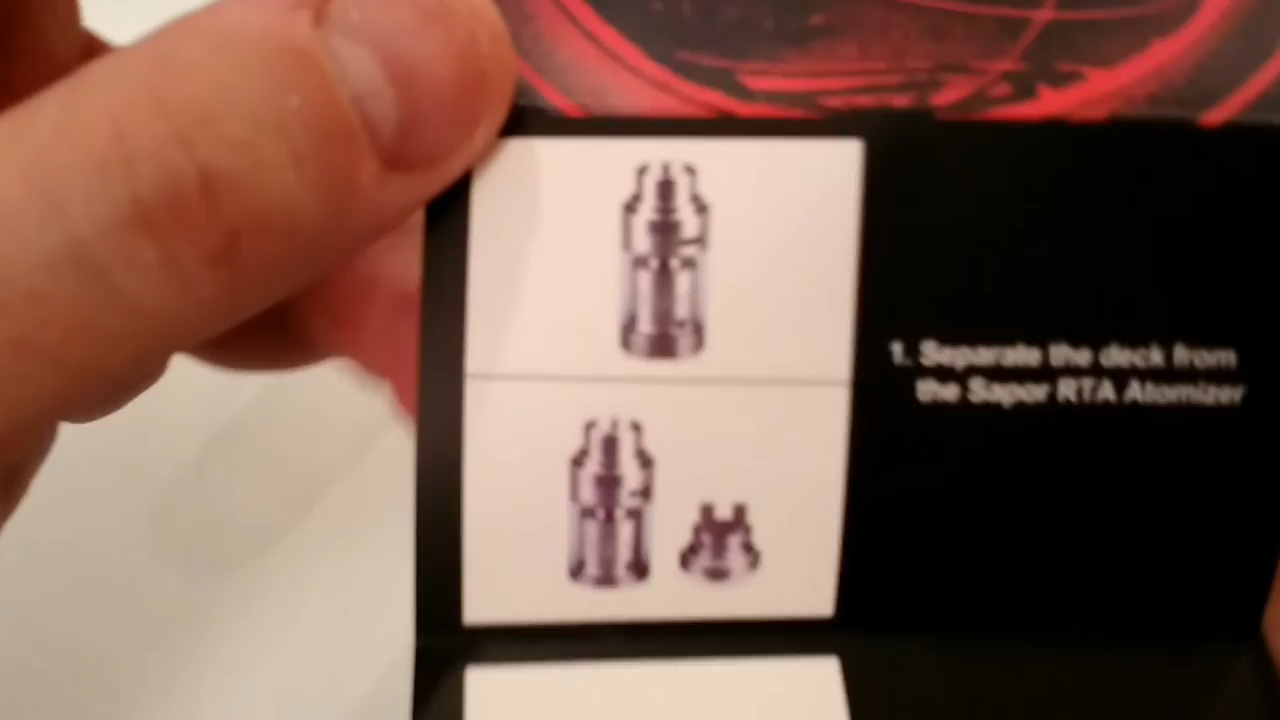 1. Separate the deck from
the Sapor RTA Atomizer